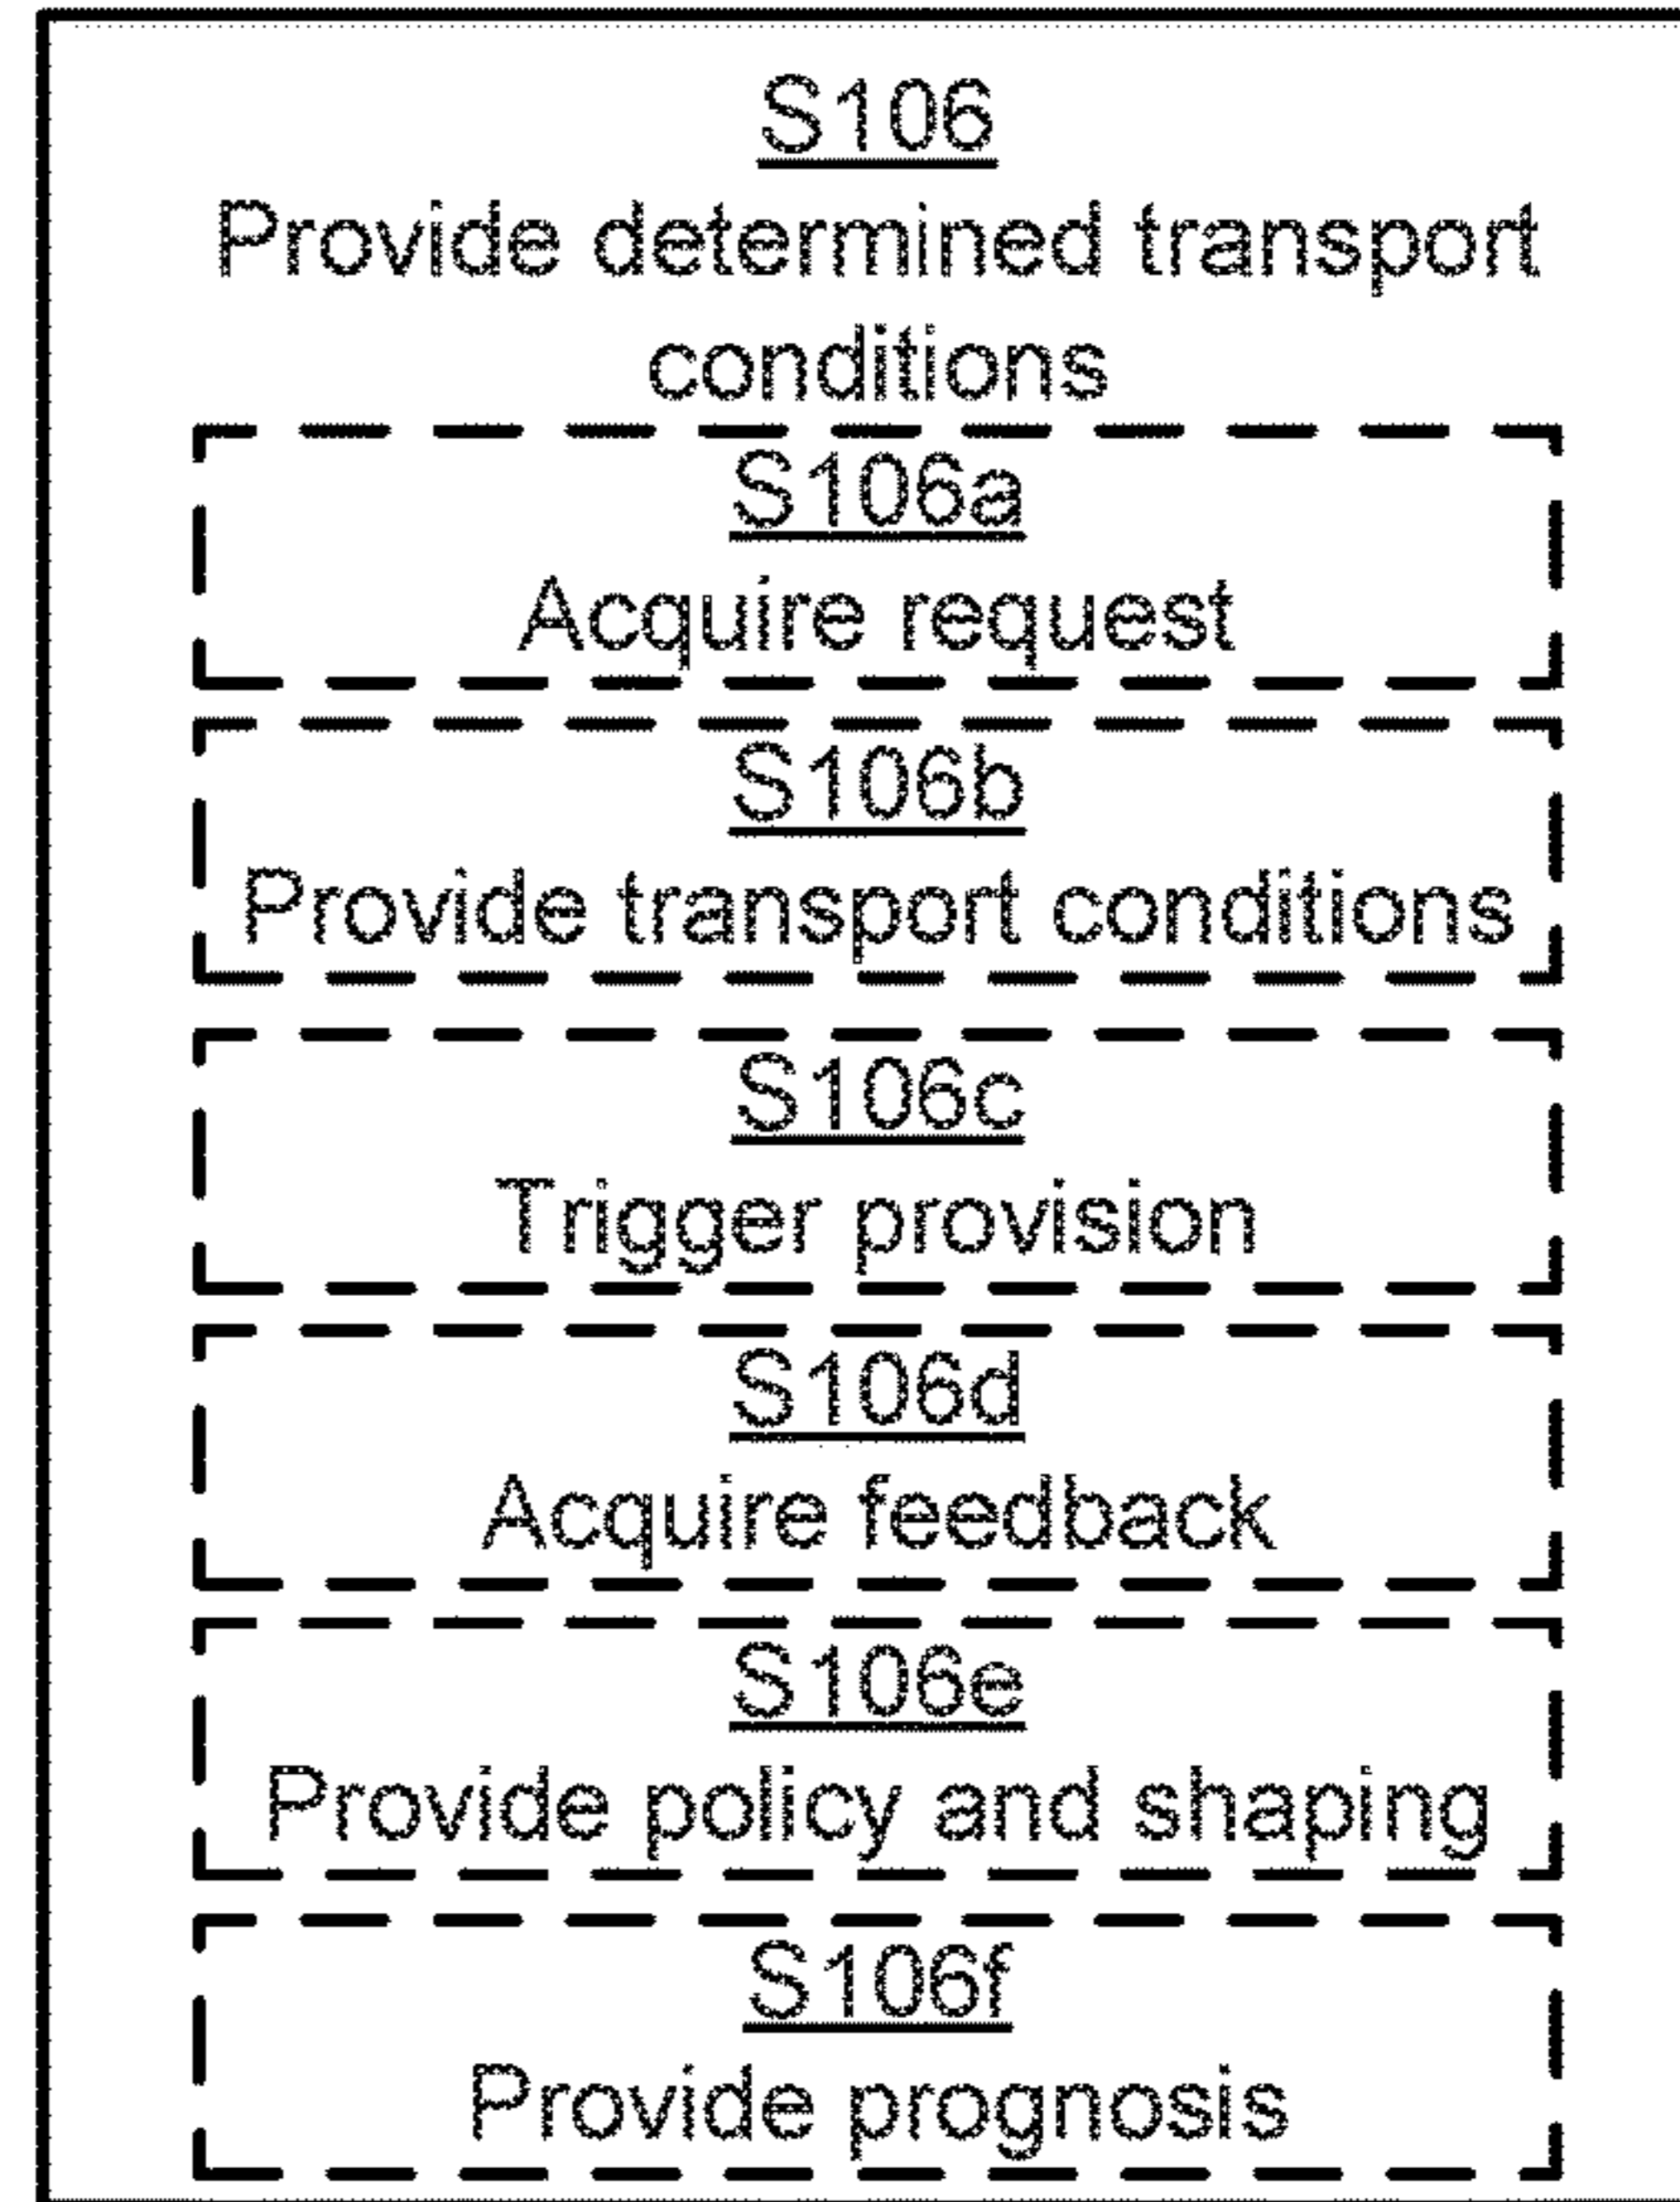 S106
Provide determined transport
conditions
S106a
Acquire request
S106b
Provide transport conditions
S106c
Trigger provision
S106d
Acquire feedback
S106e
Provide policy and shaping
S106f
Provide prognosis